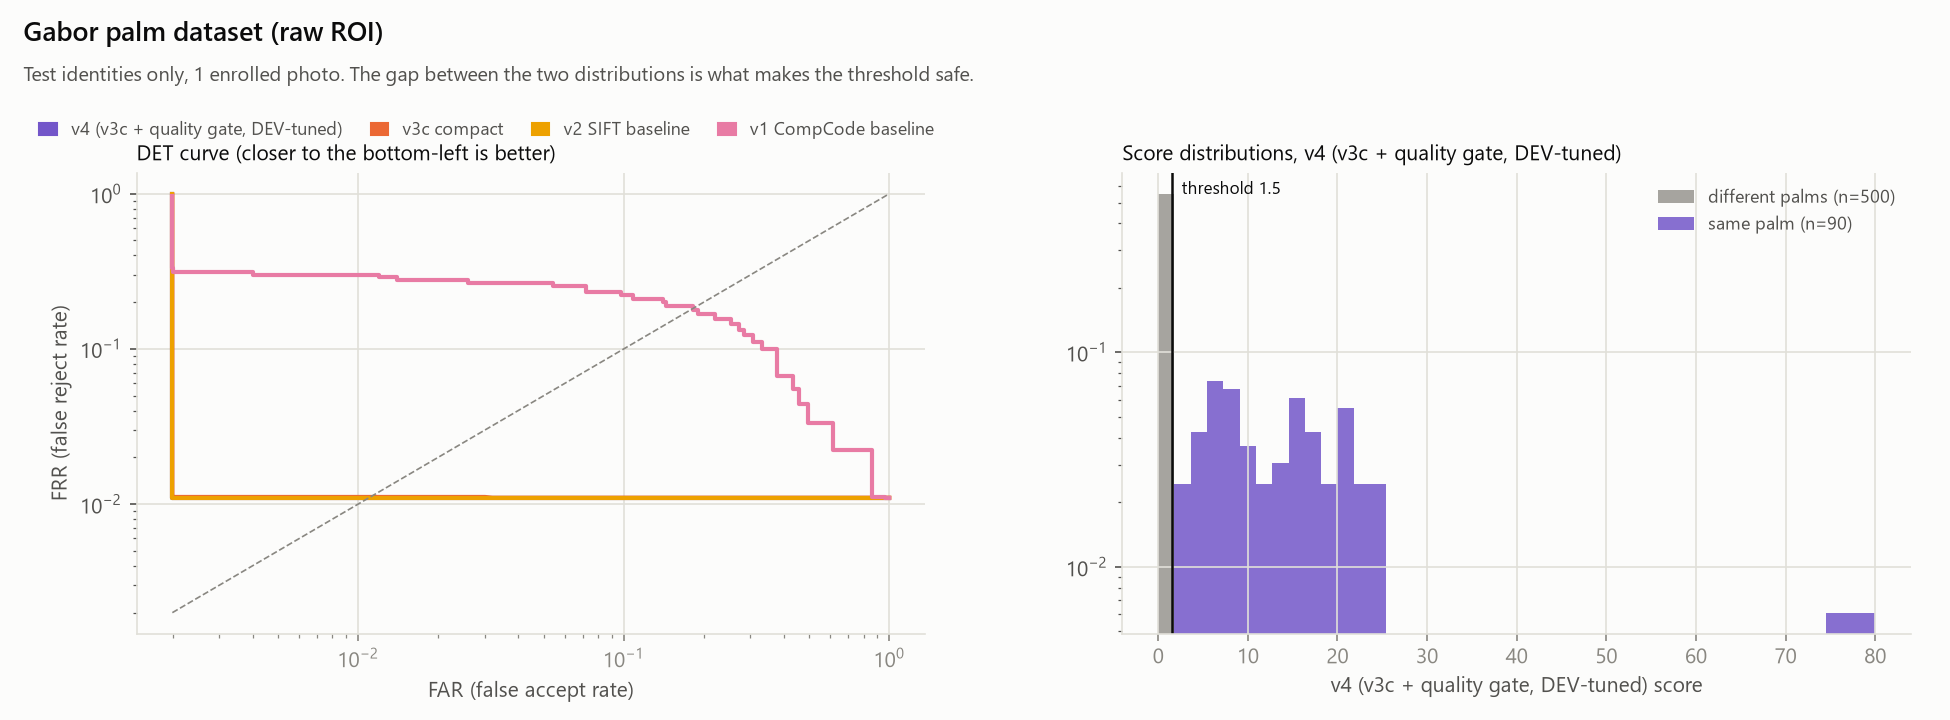 Gabor palm dataset (raw ROI)
Test identities only, 1 enrolled photo. The gap between the two distributions is what makes the threshold safe.
v4 (v3c + quality gate, DEV-tuned) v3c compact v2 SIFT baseline v1 CompCode baseline
DET curve (closer to the bottom-left is better)
10⁰
10⁻¹
10⁻²
FRR (false reject rate)
10⁻² 10⁻¹ 10⁰
FAR (false accept rate)
Score distributions, v4 (v3c + quality gate, DEV-tuned)
threshold 1.5
different palms (n=500)
same palm (n=90)
10⁻¹
10⁻²
0 10 20 30 40 50 60 70 80
v4 (v3c + quality gate, DEV-tuned) score